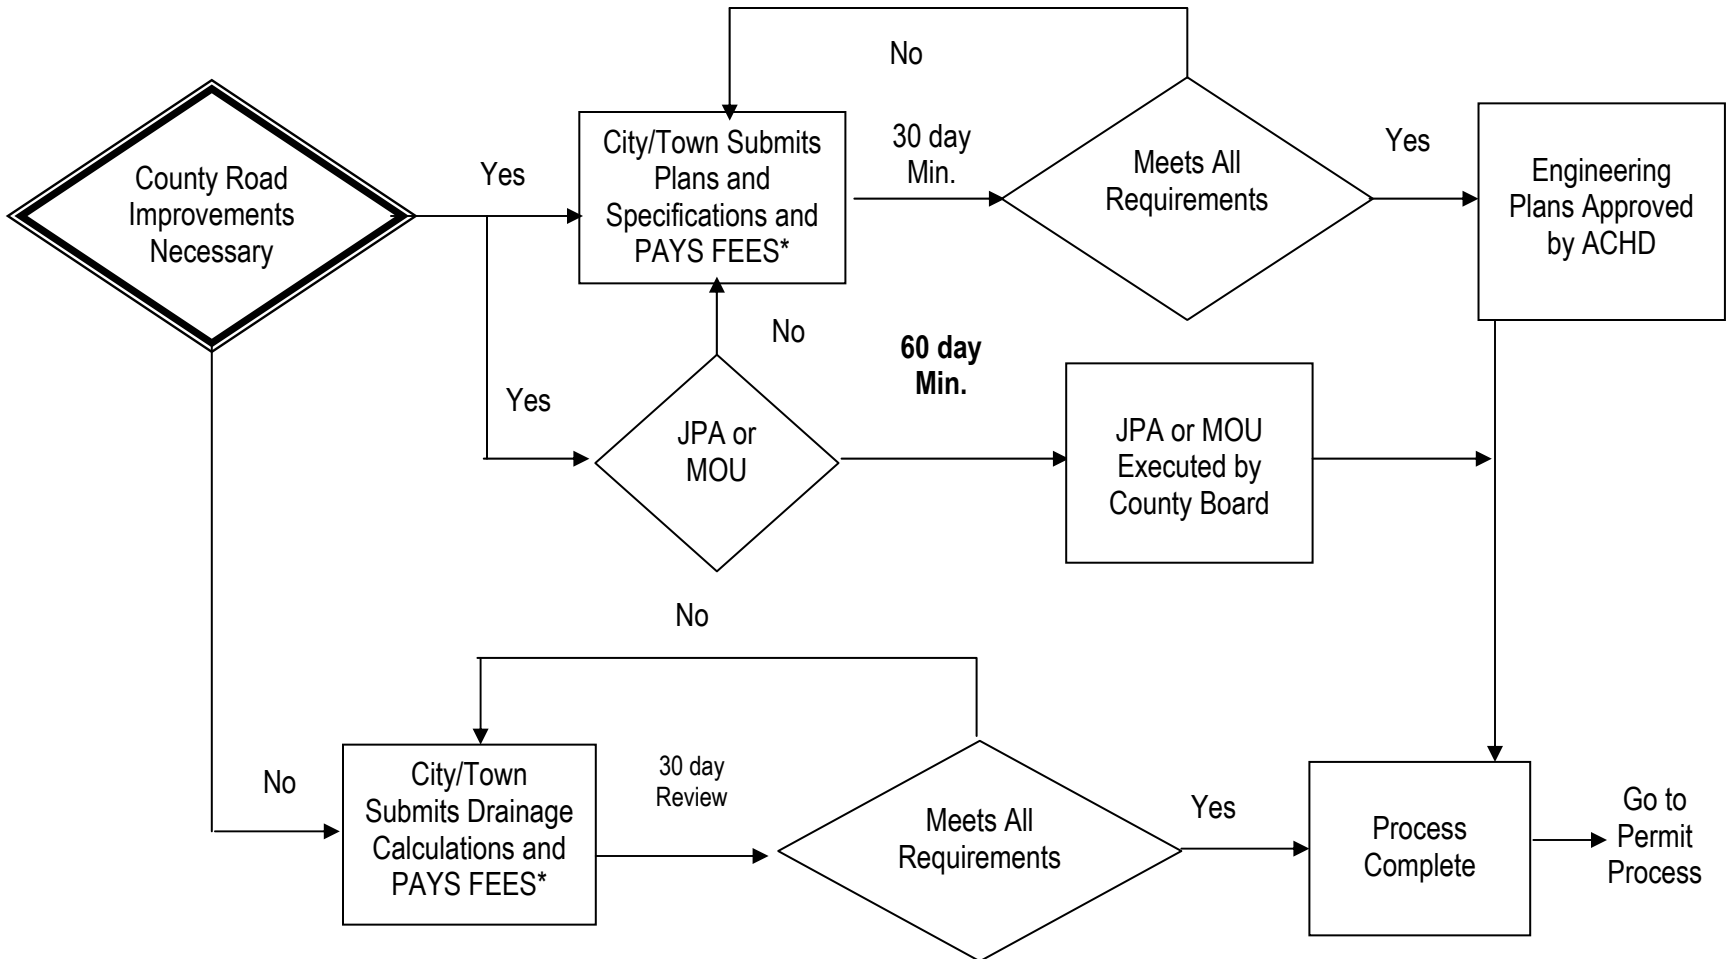 No
County Road
Improvements
Necessary
Yes
City/Town Submits
Plans and
Specifications and
PAYS FEES*
30 day
Min.
Meets All
Requirements
Yes
Engineering
Plans Approved
by ACHD
Yes
No
JPA or
MOU
60 day
Min.
JPA or MOU
Executed by
County Board
No
No
City/Town
Submits Drainage
Calculations and
PAYS FEES*
30 day
Review
Meets All
Requirements
Yes
Process
Complete
Go to
Permit
Process